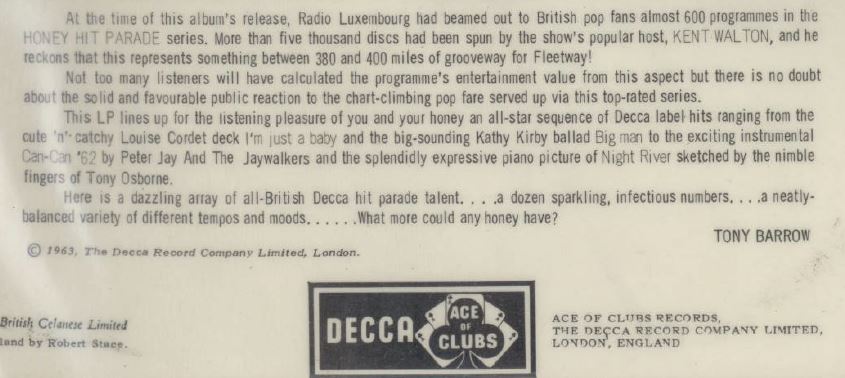 At the time of this album's release, Radio Luxembourg had beamed out to British pop fans almost 600 programmes in the
HONEY HIT PARADE series. More than five thousand discs had been spun by the show's popular host, KENT WALTON, and he
reckons that this represents something between 380 and 400 miles of grooveway for Fleetway!
Not too many listeners will have calculated the programme's entertainment value from this aspect but there is no doubt
about the solid and favourable public reaction to the chart-climbing pop fare served up via this top-rated series.
This LP lines up for the listening pleasure of you and your honey an all-star sequence of Decca label hits ranging from the
cute 'n' catchy Louise Cordet deck I'm just a baby and the big-sounding Kathy Kirby ballad Big man to the exciting instrumental
Can-Can '62 by Peter Jay And The Jaywalkers and the splendidly expressive piano picture of Night River sketched by the nimble
fingers of Tony Osborne.
Here is a dazzling array of all-British Decca hit parade talent. . . .a dozen sparkling, infectious numbers. . . .a neatly-
balanced variety of different tempos and moods. . . . . .What more could any honey have?
TONY BARROW
© 1963, The Decca Record Company Limited, London.
British Celanese Limited
land by Robert Stace.
DECCA
ACE
OF
CLUBS
ACE OF CLUBS RECORDS,
THE DECCA RECORD COMPANY LIMITED,
LONDON, ENGLAND